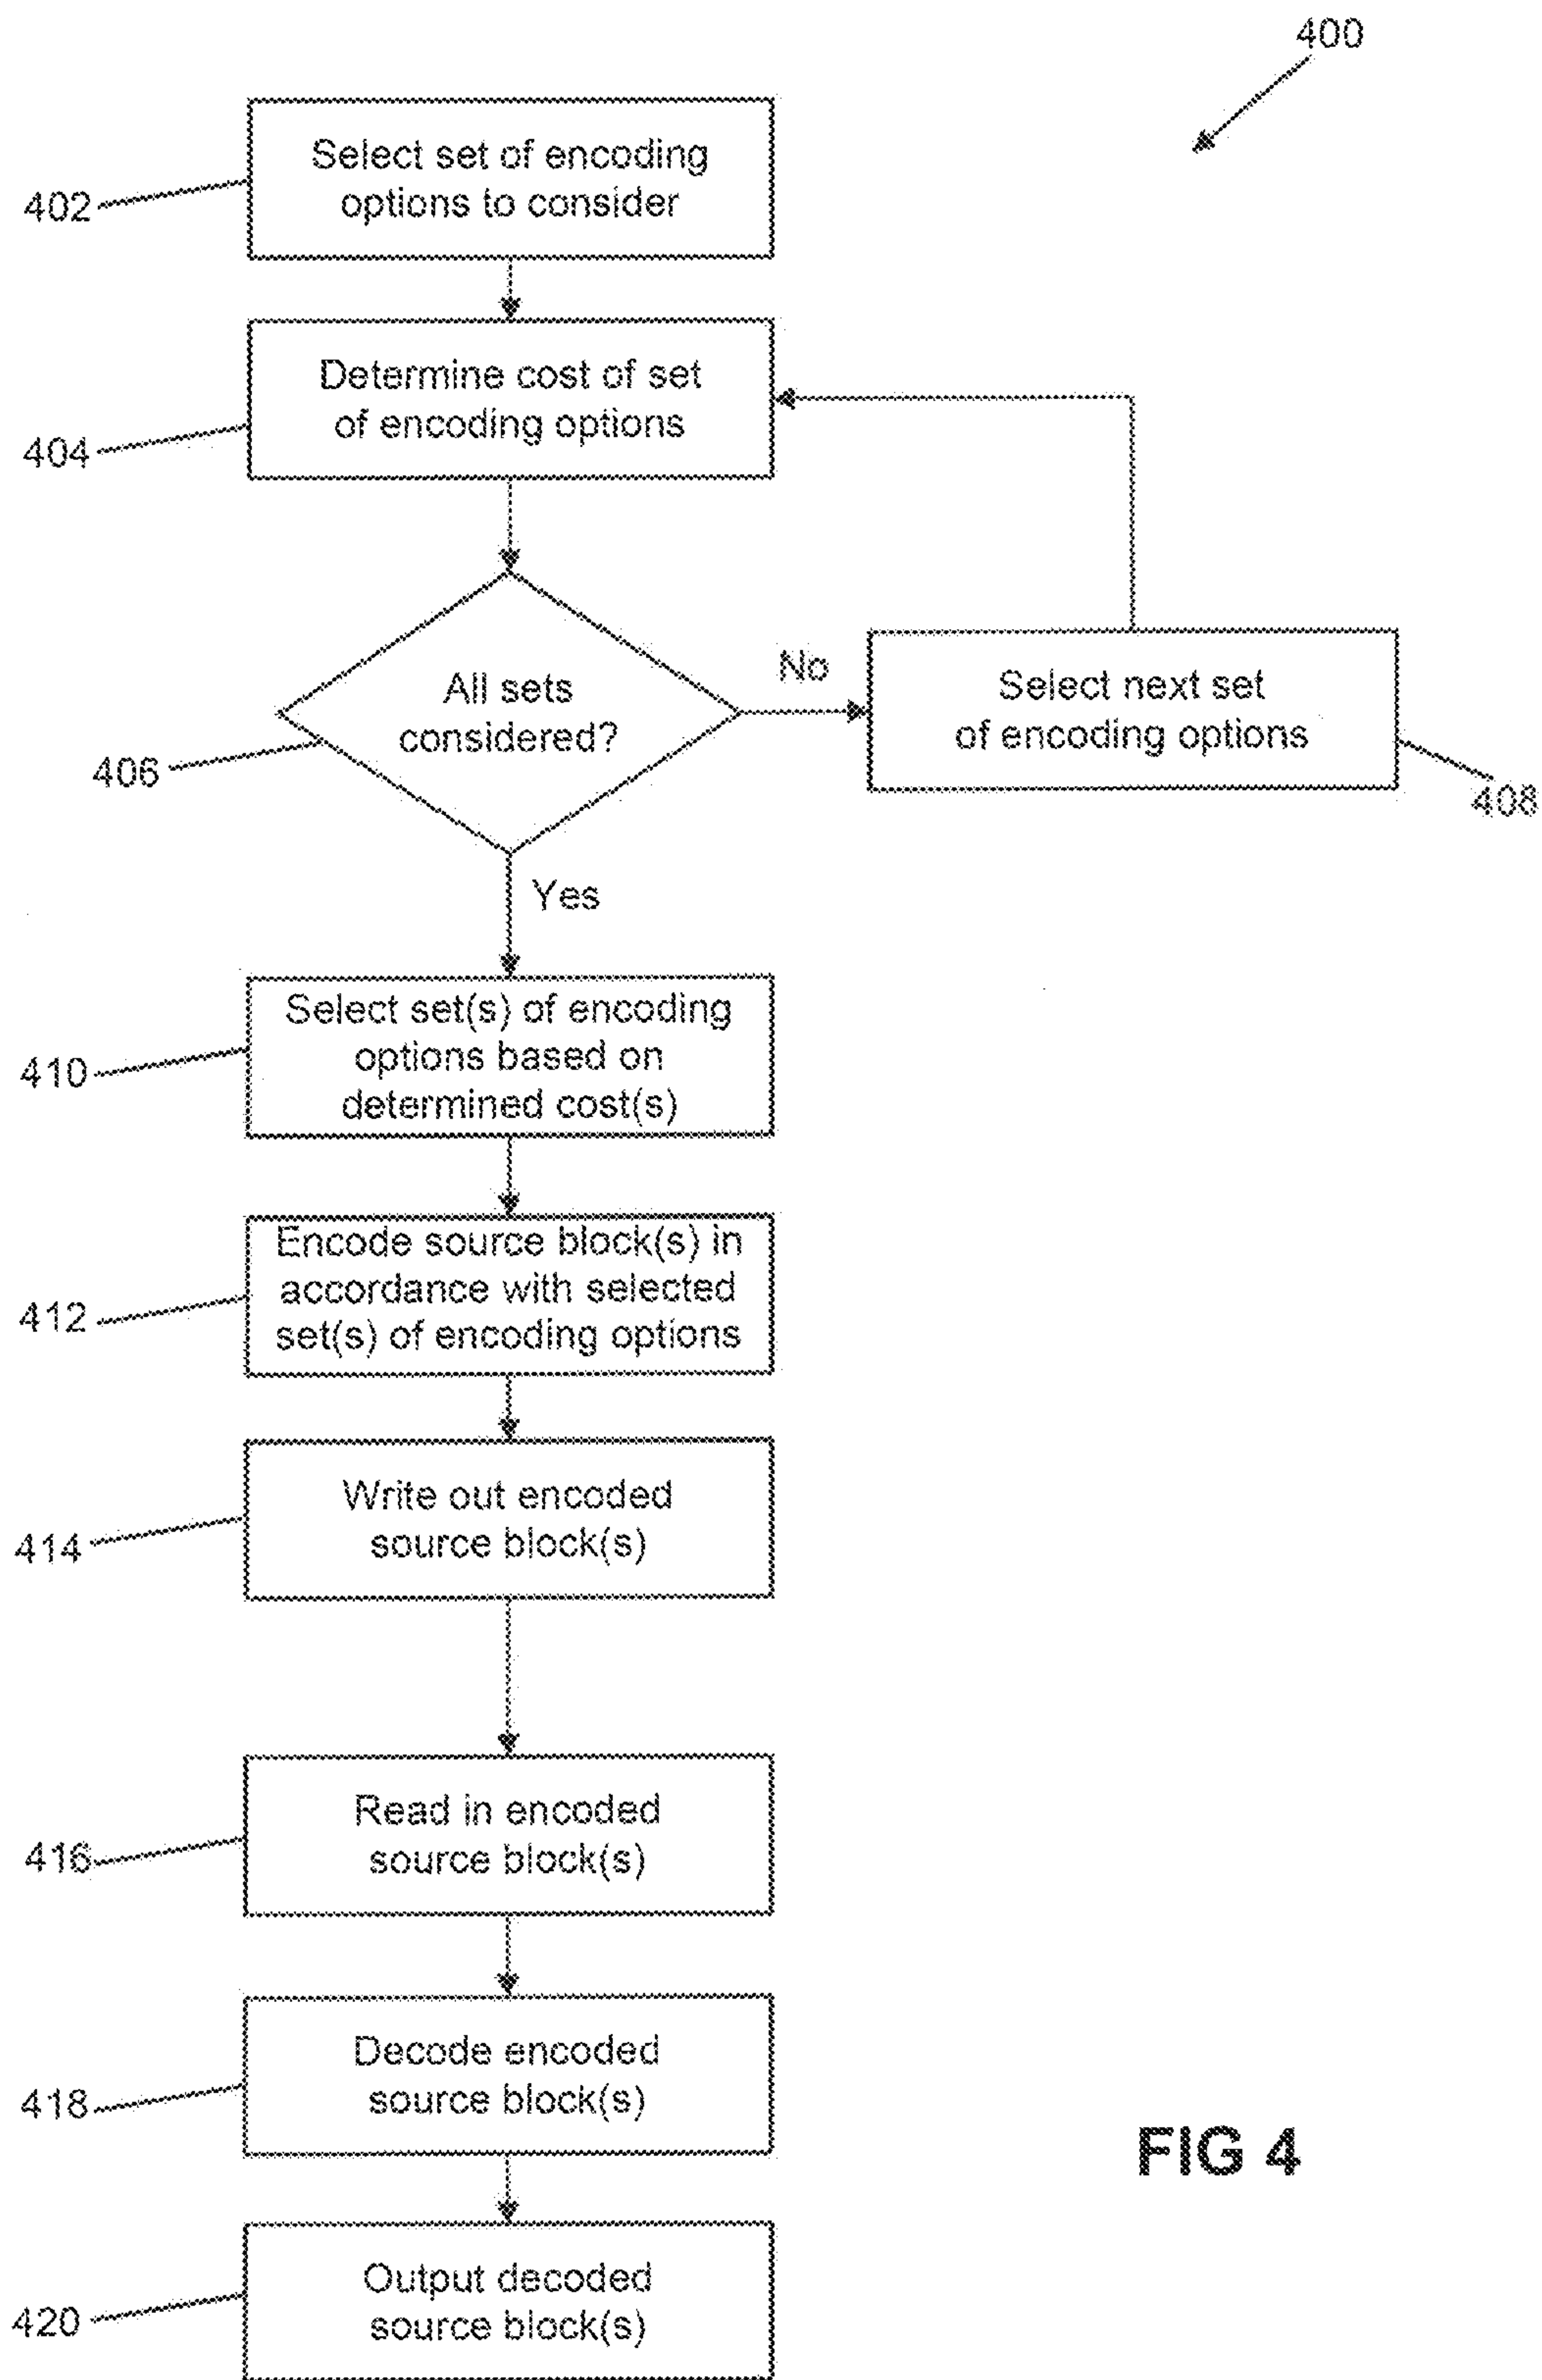 400
Select set of encoding
options to consider
402
Determine cost of set
of encoding options
404
All sets
considered?
406
No
Select next set
of encoding options
408
Yes
Select set(s) of encoding
options based on
determined cost(s)
410
Encode source block(s) in
accordance with selected
set(s) of encoding options
412
Write out encoded
source block(s)
414
Read in encoded
source block(s)
416
Decode encoded
source block(s)
418
FIG 4
Output decoded
source block(s)
420